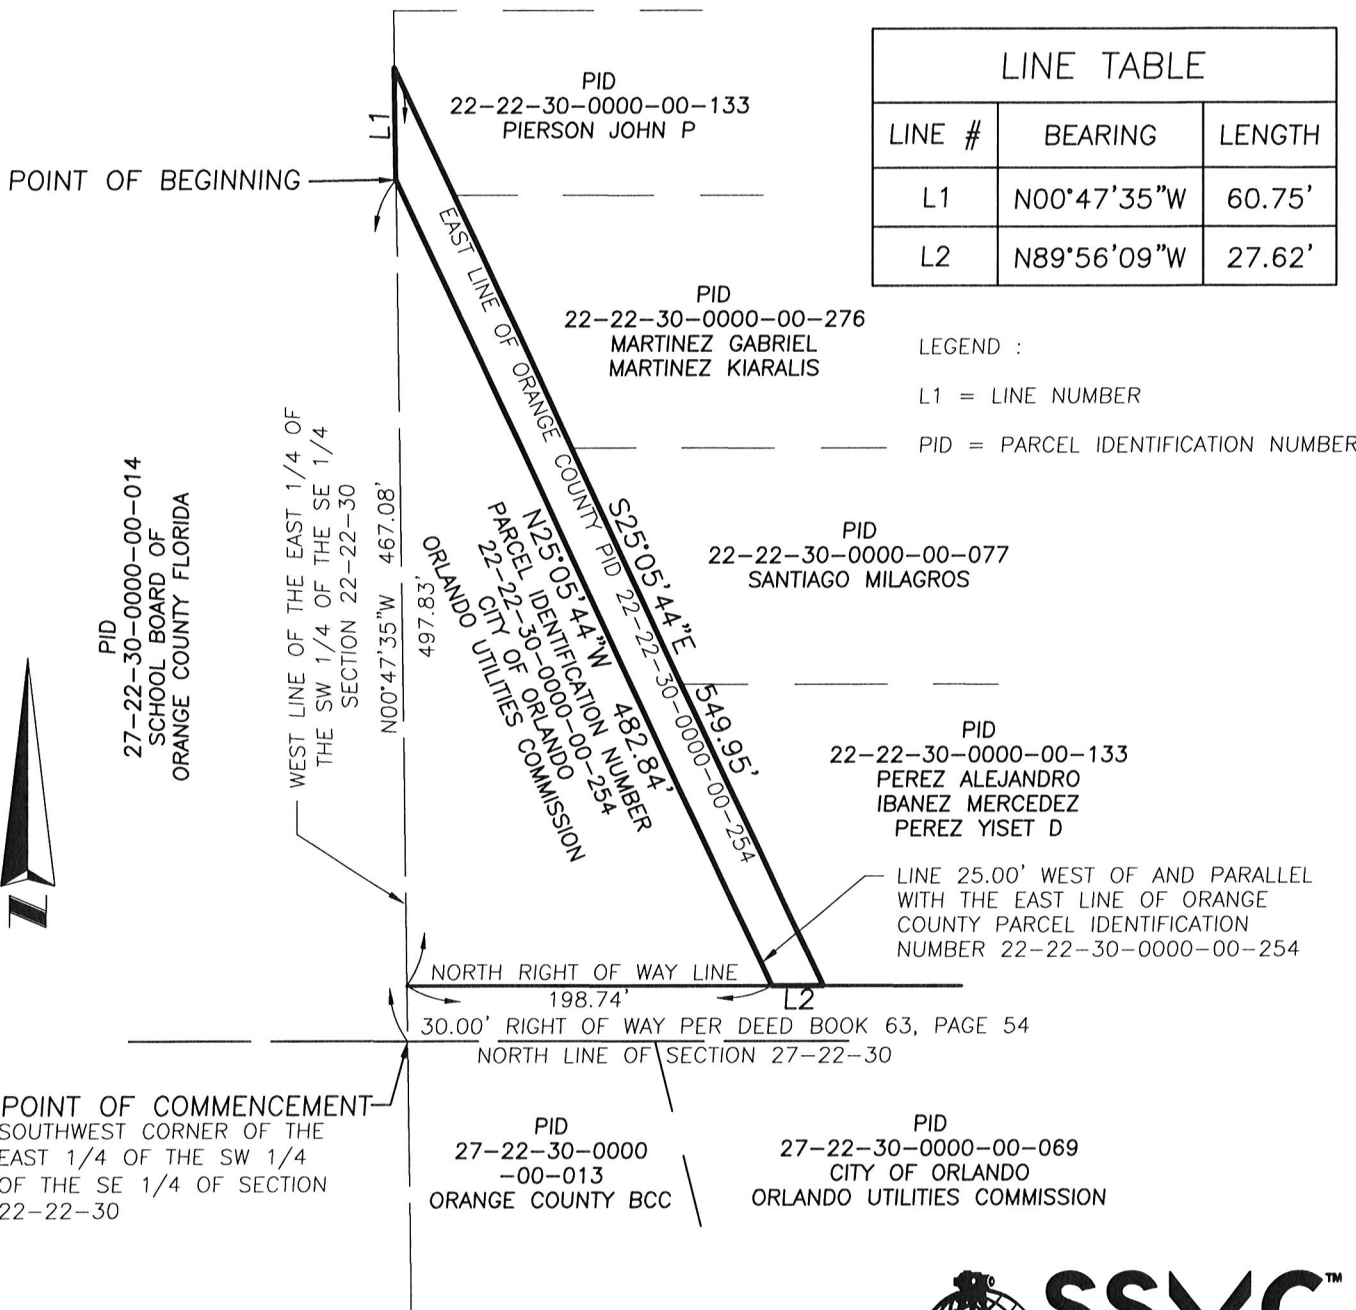 LINE TABLE
LINE # BEARING LENGTH
L1 N00°47'35"W 60.75'
L2 N89°56'09"W 27.62'
LEGEND :
L1 = LINE NUMBER
PID = PARCEL IDENTIFICATION NUMBER
PID
22-22-30-0000-00-133
PIERSON JOHN P
L1
POINT OF BEGINNING
PID
22-22-30-0000-00-276
MARTINEZ GABRIEL
MARTINEZ KIARALIS
EAST LINE OF ORANGE COUNTY PID 22-22-30-0000-00-254
S25°05'44"E 549.95'
N25°05'44"W 482.84'
PARCEL IDENTIFICATION NUMBER
22-22-30-0000-00-254
CITY OF ORLANDO
ORLANDO UTILITIES COMMISSION
PID
27-22-30-0000-00-014
SCHOOL BOARD OF
ORANGE COUNTY FLORIDA
WEST LINE OF THE EAST 1/4 OF
THE SW 1/4 OF THE SE 1/4
SECTION 22-22-30
N00°47'35"W 467.08'
497.83'
PID
22-22-30-0000-00-077
SANTIAGO MILAGROS
PID
22-22-30-0000-00-133
PEREZ ALEJANDRO
IBANEZ MERCEDEZ
PEREZ YISET D
LINE 25.00' WEST OF AND PARALLEL
WITH THE EAST LINE OF ORANGE
COUNTY PARCEL IDENTIFICATION
NUMBER 22-22-30-0000-00-254
N
NORTH RIGHT OF WAY LINE
198.74'
L2
30.00' RIGHT OF WAY PER DEED BOOK 63, PAGE 54
NORTH LINE OF SECTION 27-22-30
POINT OF COMMENCEMENT
SOUTHWEST CORNER OF THE
EAST 1/4 OF THE SW 1/4
OF THE SE 1/4 OF SECTION
22-22-30
PID
27-22-30-0000
-00-013
ORANGE COUNTY BCC
PID
27-22-30-0000-00-069
CITY OF ORLANDO
ORLANDO UTILITIES COMMISSION
TM